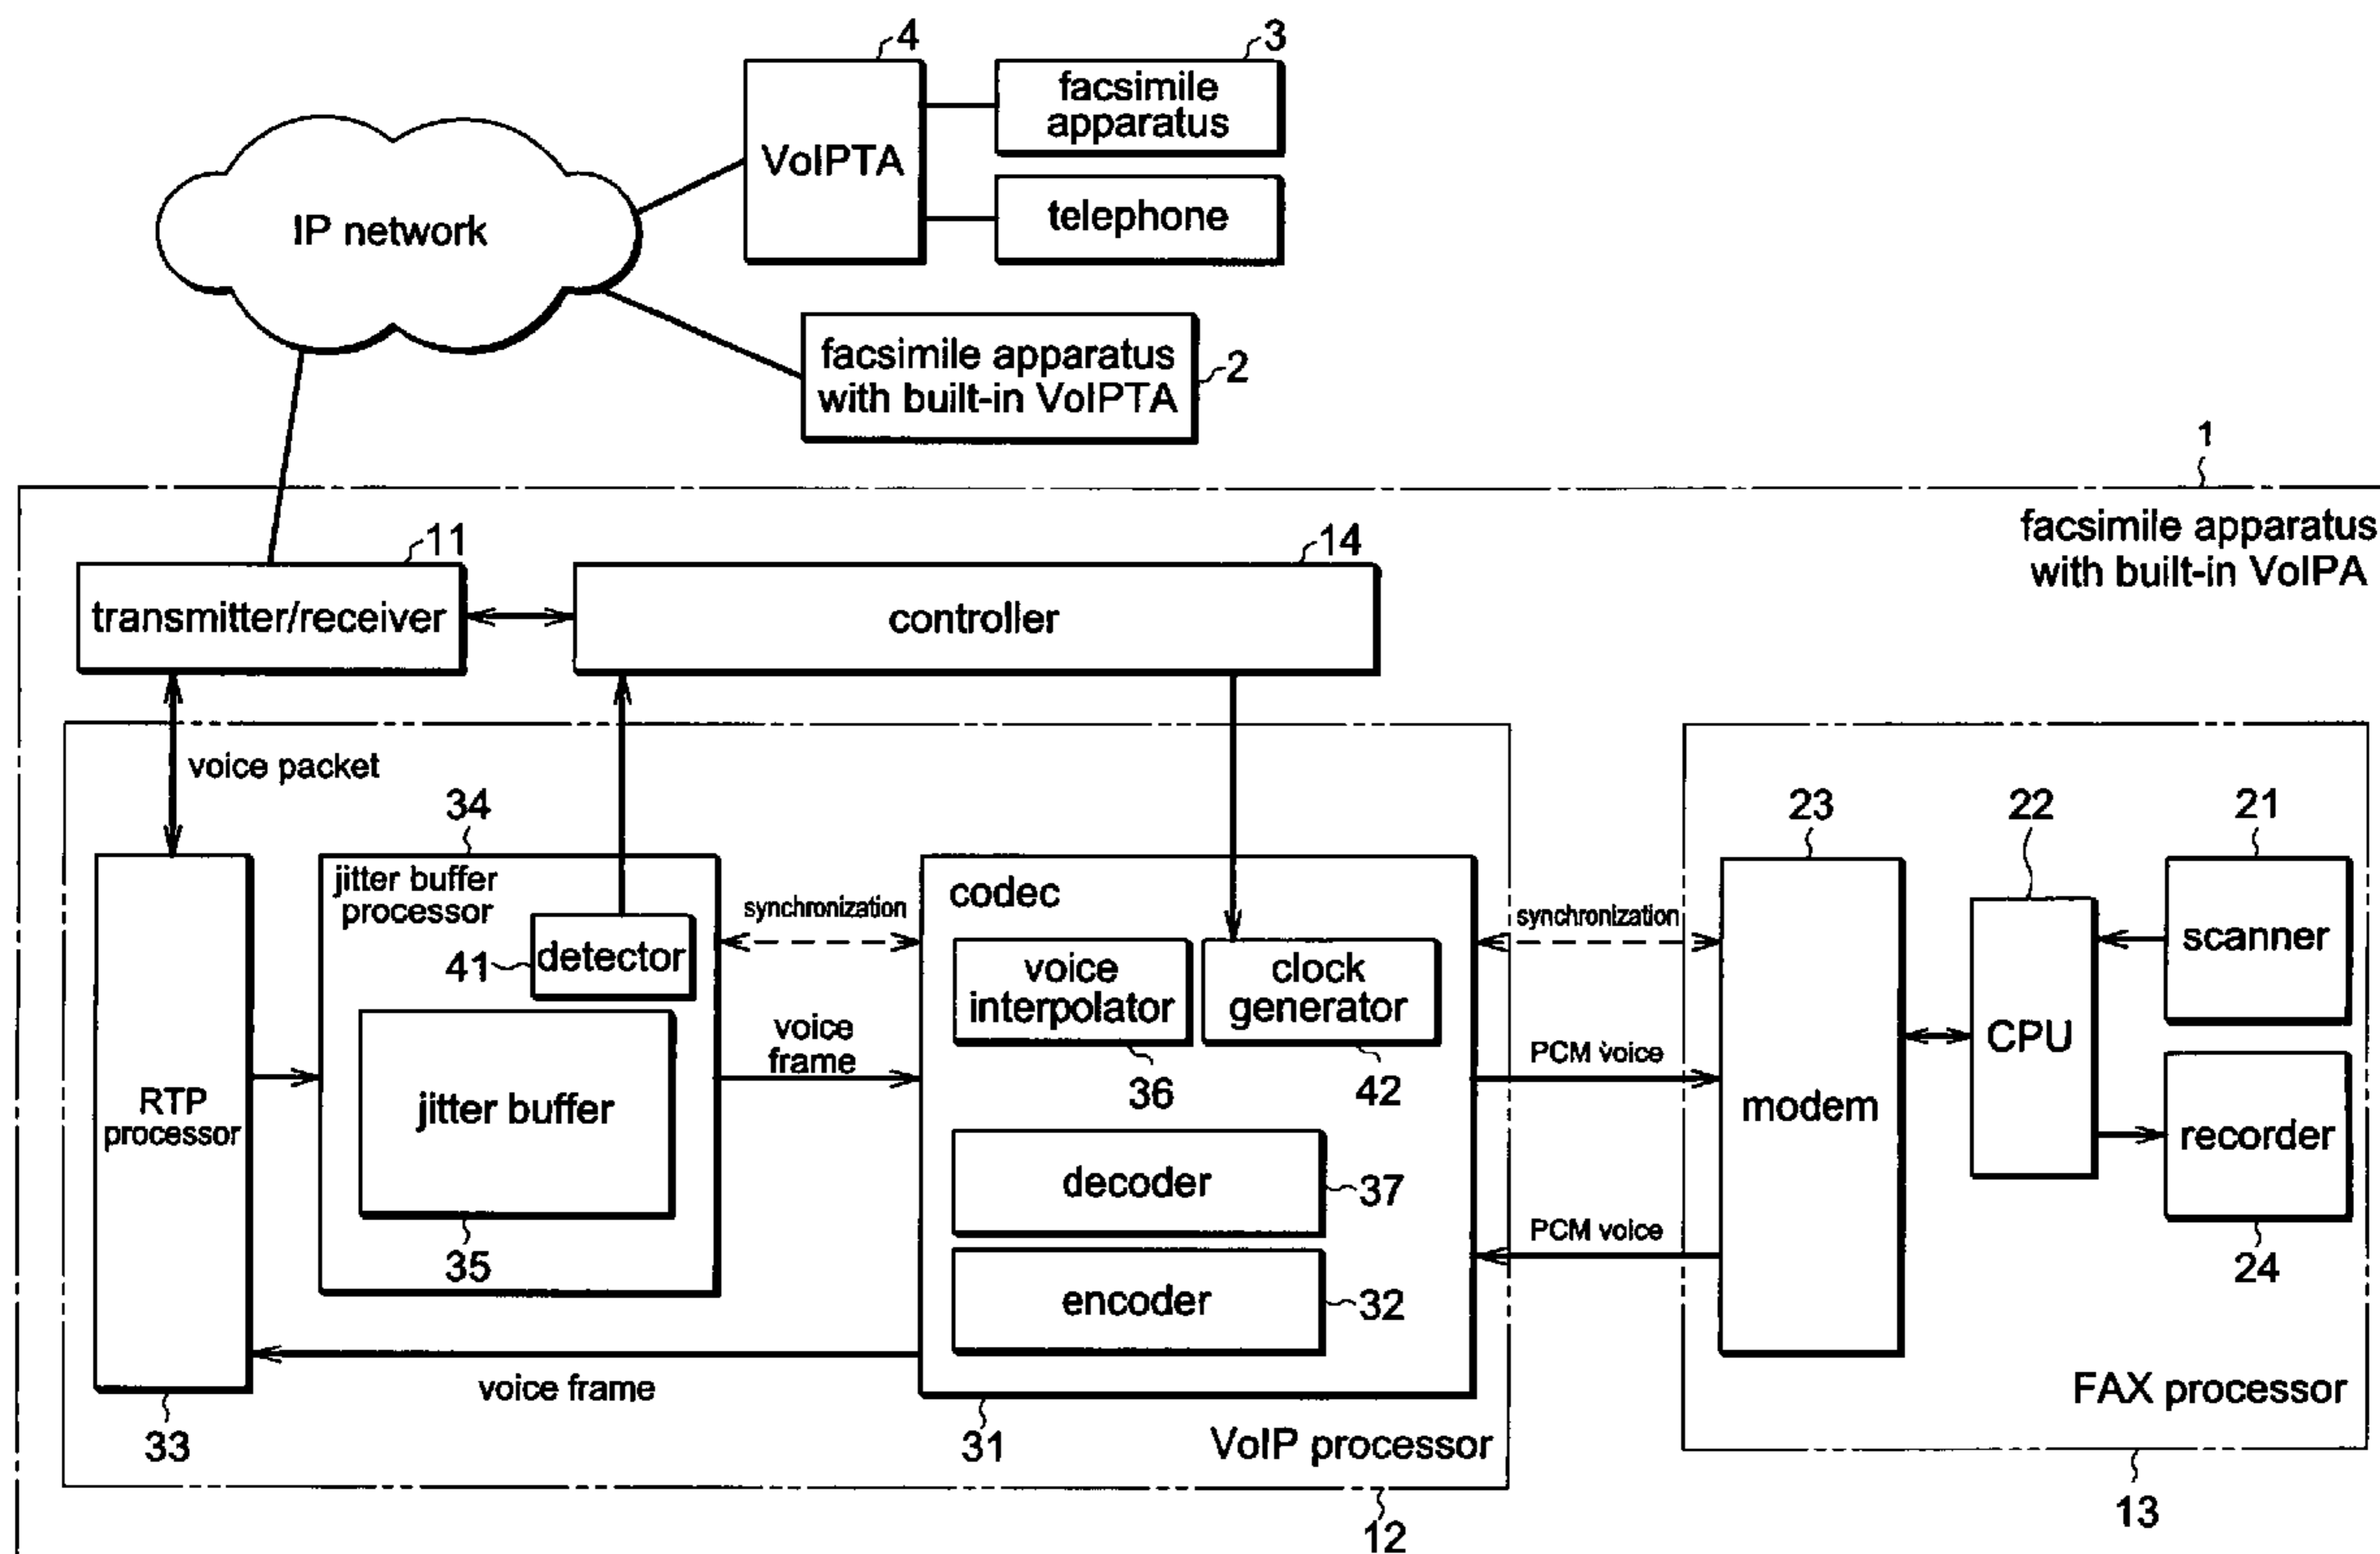 4
3
facsimile
apparatus
VoIPTA
telephone
IP network
facsimile apparatus
with built-in VoIPTA
2
1
facsimile apparatus
with built-in VoIPA
11
14
transmitter/receiver
controller
voice packet
34
23
22
21
jitter buffer
processor
41
detector
synchronization
codec
synchronization
scanner
voice
interpolator
clock
generator
voice
frame
CPU
PCM voice
36
42
RTP
processor
jitter buffer
modem
recorder
decoder
37
PCM voice
35
24
encoder
32
voice frame
FAX processor
33
31
VoIP processor
12
13